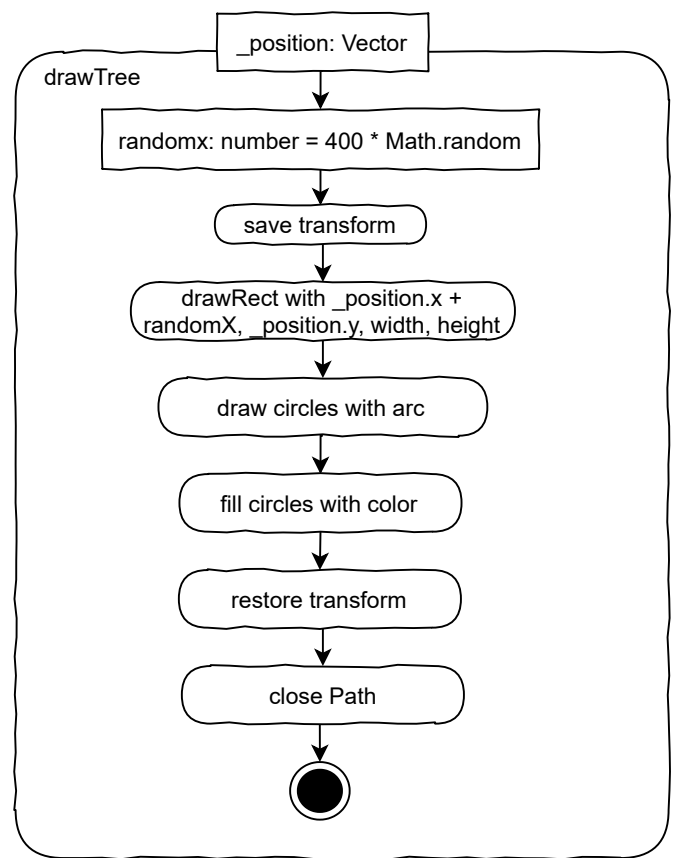 _position: Vector
drawTree
randomx: number = 400 * Math.random
save transform
drawRect with _position.x +
randomX, _position.y, width, height
draw circles with arc
fill circles with color
restore transform
close Path